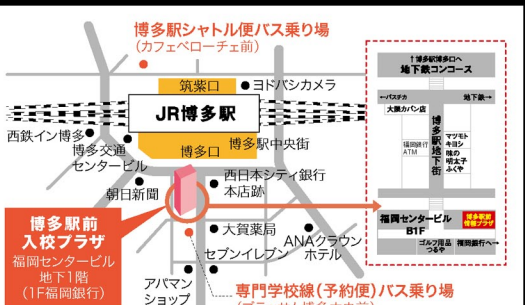 博多駅シャトル便バス乗り場
(カフェベローチェ前)
筑紫口
ヨドバシカメラ
JR博多駅
西鉄イン博多
博多口
博多駅中央街
博多交通
センタービル
西日本シティ銀行
本店跡
朝日新聞
博多駅前
入校プラザ
福岡センタービル
地下1階
(1F福岡銀行)
大賀薬局
セブンイレブン
ANAクラウン
ホテル
アパマン
ショップ
専門学校線(予約便)バス乗り場
↑博多駅博多口へ
地下鉄コンコース
←バスチカ
地下鉄→
大額カバン店
博多駅地下街
福岡銀行
ATM
マツモト
キヨシ
味の
明太子
ふくや
福岡センタービル
B1F
博多駅前
情報プラザ
ゴルフ用品
つるや
福岡銀行へ→